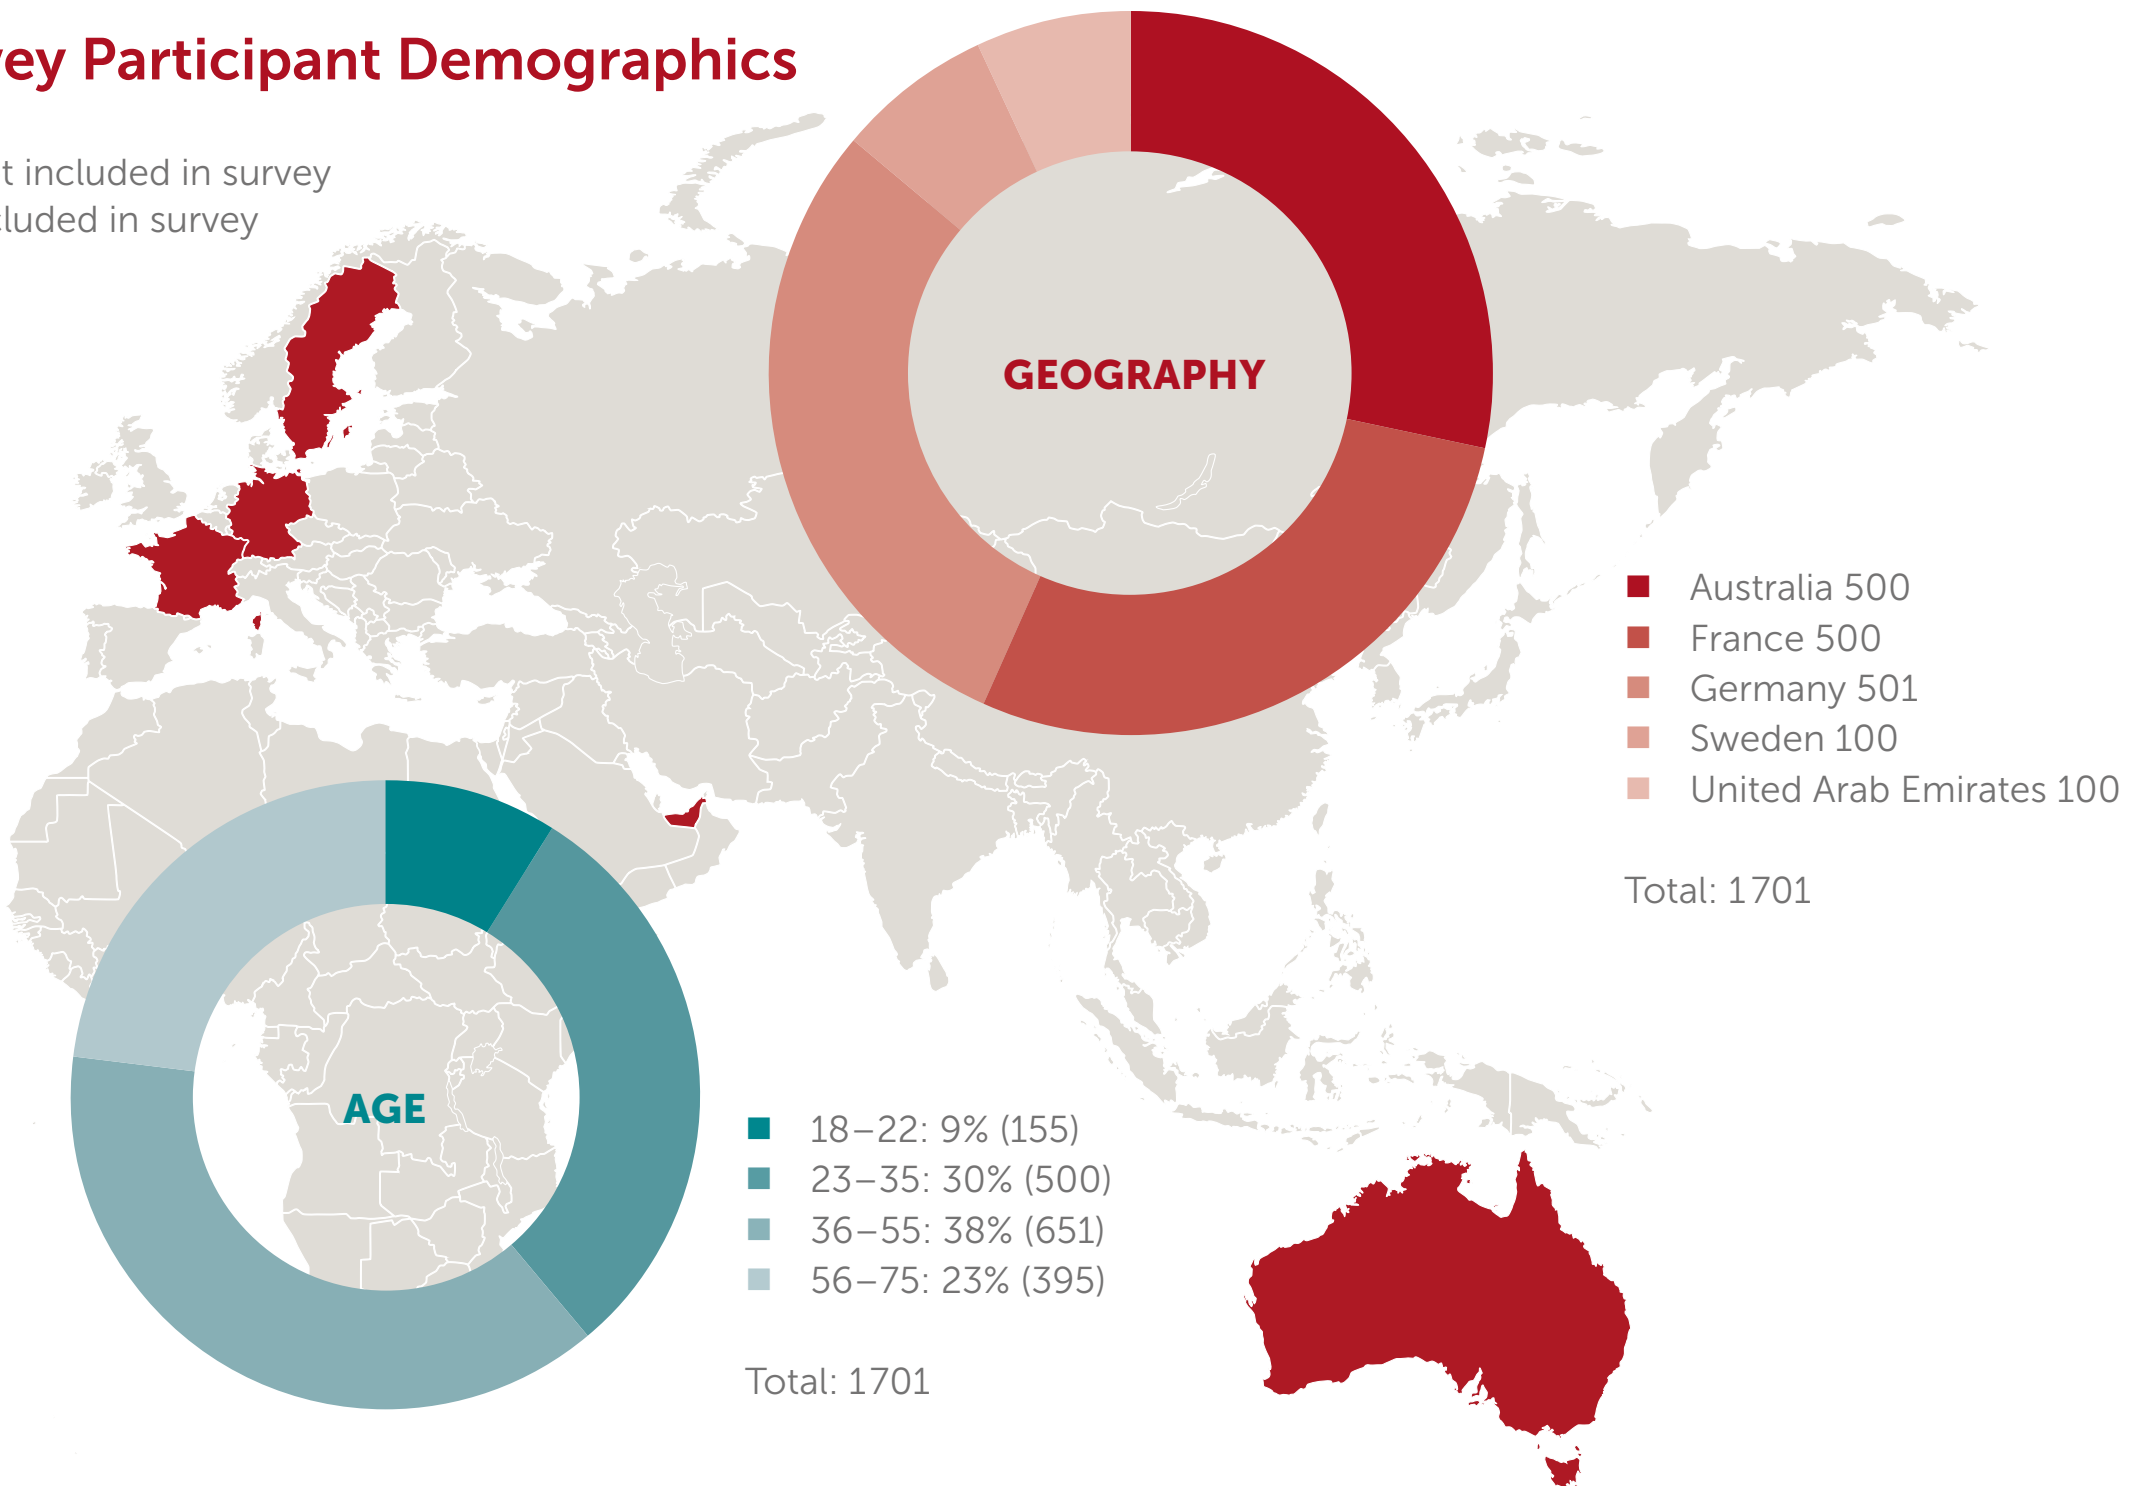 vey Participant Demographics
t included in survey
cluded in survey
GEOGRAPHY
Australia 500
France 500
Germany 501
Sweden 100
United Arab Emirates 100
Total: 1701
AGE
18–22: 9% (155)
23–35: 30% (500)
36–55: 38% (651)
56–75: 23% (395)
Total: 1701